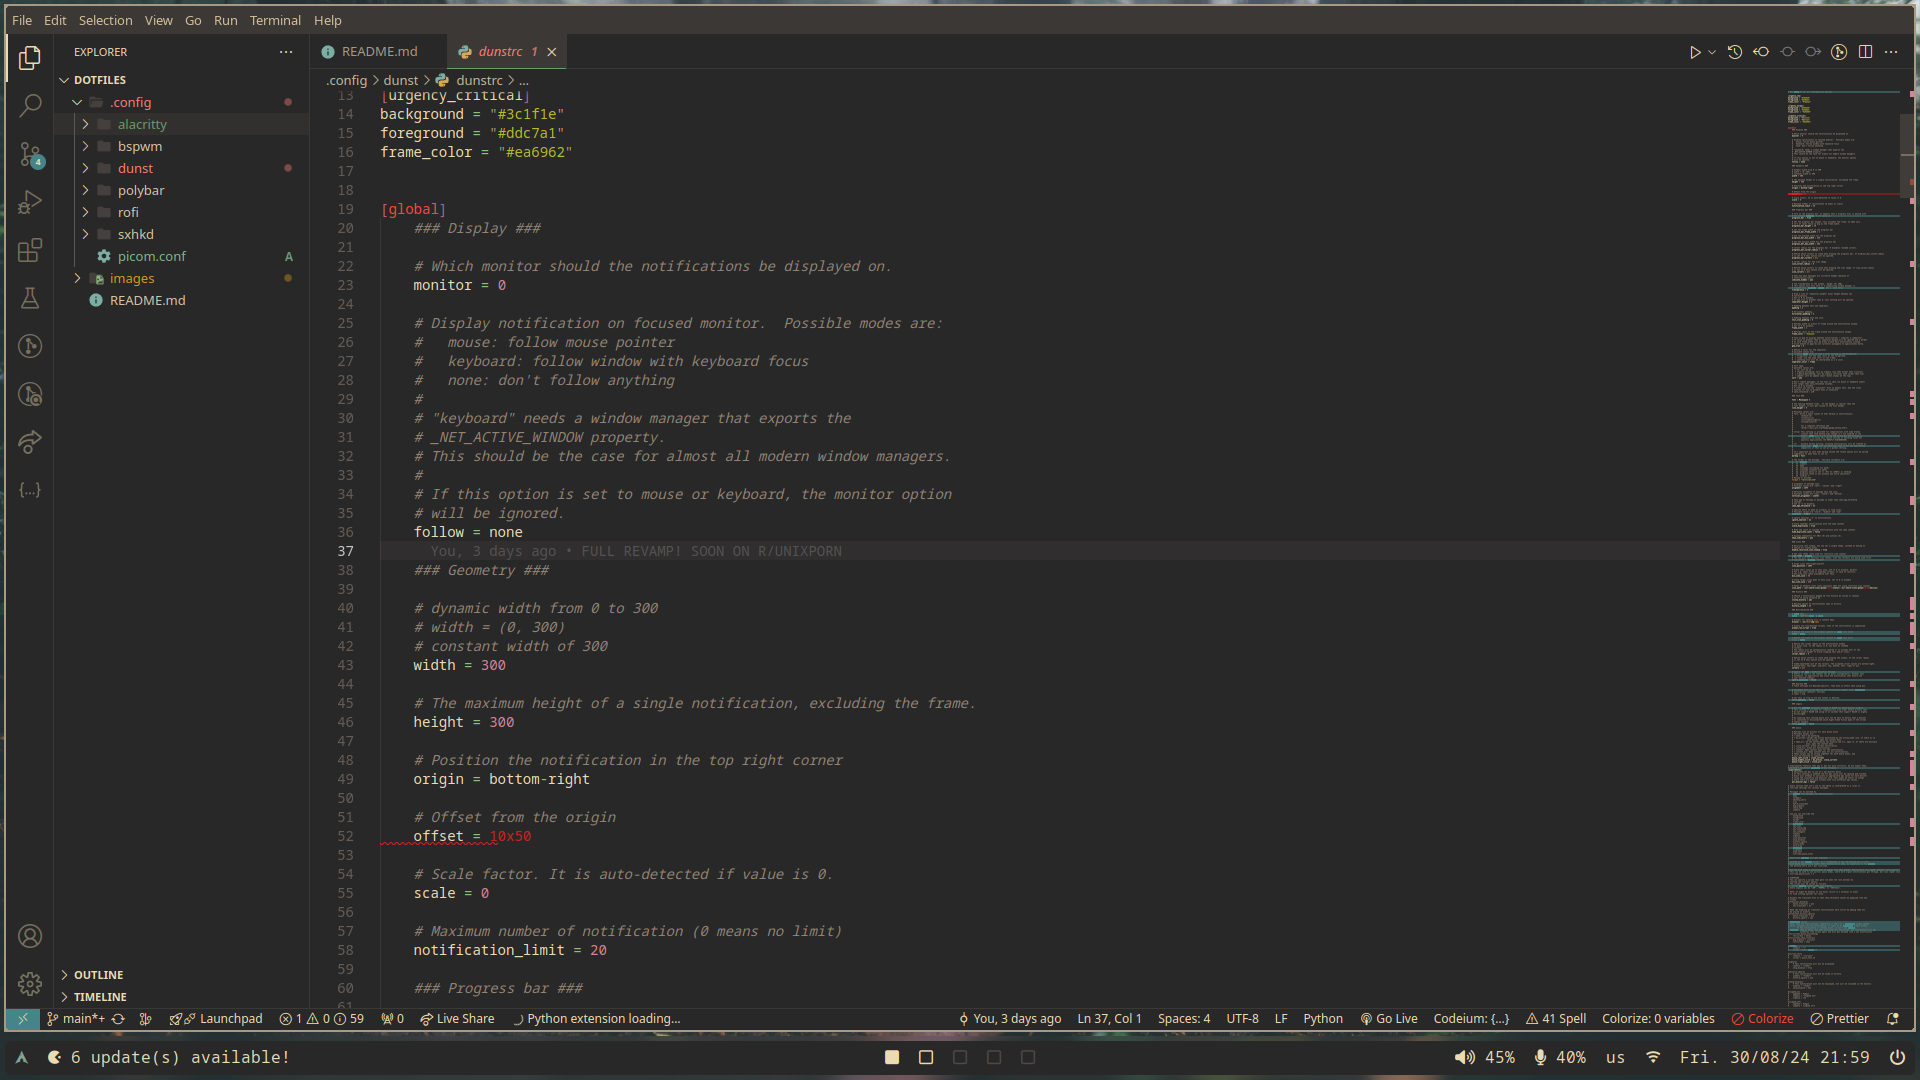 File Edit Selection View Go Run Terminal Help
EXPLORER
README.md
dunstrc 1
DOTFILES
.config > dunst > dunstrc > ...
.config
alacritty
bspwm
dunst
polybar
rofi
sxhkd
picom.conf A
images
README.md
4
{...}
13 [urgency_critical]
14 background = "#3c1f1e"
15 foreground = "#ddc7a1"
16 frame_color = "#ea6962"
17
18
19 [global]
20 ### Display ###
21
22 # Which monitor should the notifications be displayed on.
23 monitor = 0
24
25 # Display notification on focused monitor.  Possible modes are:
26 #   mouse: follow mouse pointer
27 #   keyboard: follow window with keyboard focus
28 #   none: don't follow anything
29 #
30 # "keyboard" needs a window manager that exports the
31 # _NET_ACTIVE_WINDOW property.
32 # This should be the case for almost all modern window managers.
33 #
34 # If this option is set to mouse or keyboard, the monitor option
35 # will be ignored.
36 follow = none
37 You, 3 days ago • FULL REVAMP! SOON ON R/UNIXPORN
38 ### Geometry ###
39
40 # dynamic width from 0 to 300
41 # width = (0, 300)
42 # constant width of 300
43 width = 300
44
45 # The maximum height of a single notification, excluding the frame.
46 height = 300
47
48 # Position the notification in the top right corner
49 origin = bottom-right
50
51 # Offset from the origin
52 offset = 10x50
53
54 # Scale factor. It is auto-detected if value is 0.
55 scale = 0
56
57 # Maximum number of notification (0 means no limit)
58 notification_limit = 20
59
60 ### Progress bar ###
61
OUTLINE
TIMELINE
main*+ Launchpad 1 0 59 0 Live Share Python extension loading... You, 3 days ago Ln 37, Col 1 Spaces: 4 UTF-8 LF Python Go Live Codeium: {...} 41 Spell Colorize: 0 variables Colorize Prettier
6 update(s) available! 45% 40% us Fri. 30/08/24 21:59